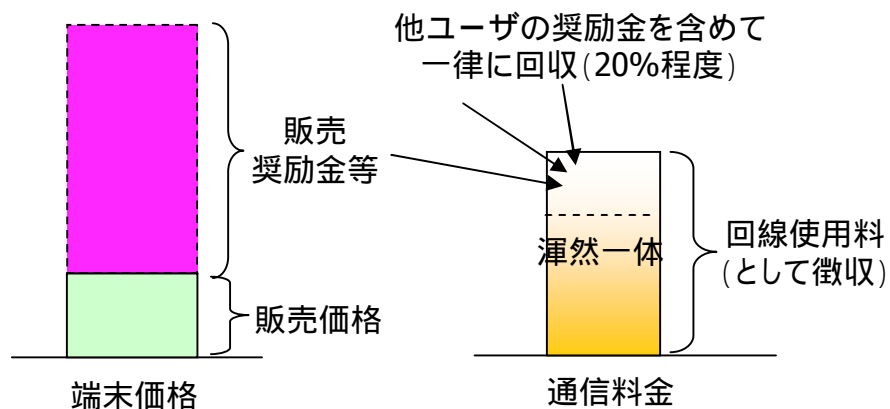 他ユーザの奨励金を含めて
一律に回収(20%程度)
販売
奨励金等
販売価格
端末価格
渾然一体
回線使用料
(として徴収)
通信料金